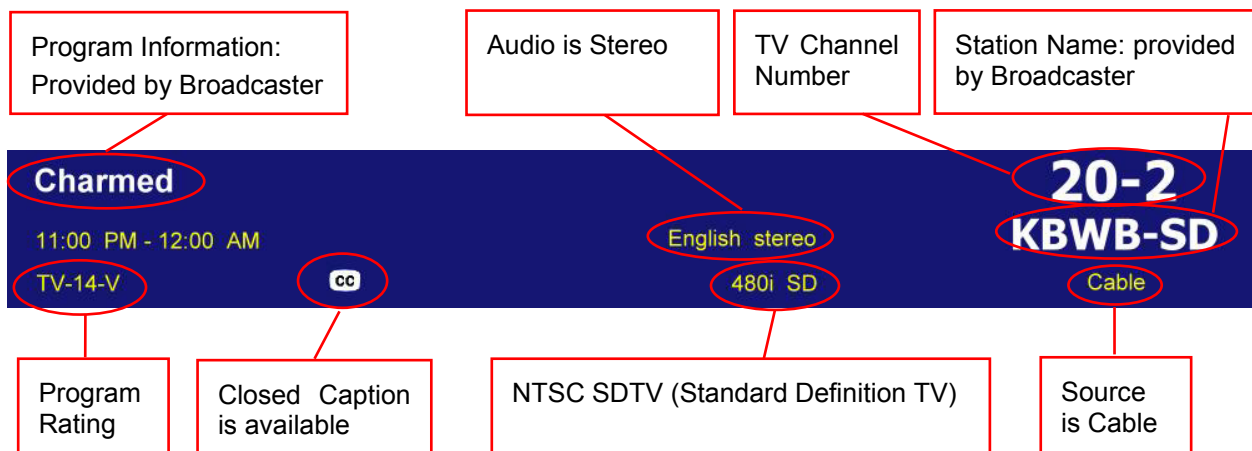 Program Information:
Provided by Broadcaster
Audio is Stereo
TV Channel
Number
Station Name: provided
by Broadcaster
Charmed
20-2
11:00 PM - 12:00 AM
English stereo
KBWB-SD
TV-14-V
CC
480i SD
Cable
Program
Rating
Closed Caption
is available
NTSC SDTV (Standard Definition TV)
Source
is Cable